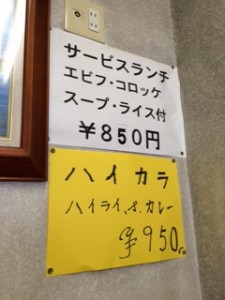 サービスランチ
エビフ・コロッケ
スープ・ライス付
￥850円
ハイカラ
ハイライ、&、カレー
￥950.-